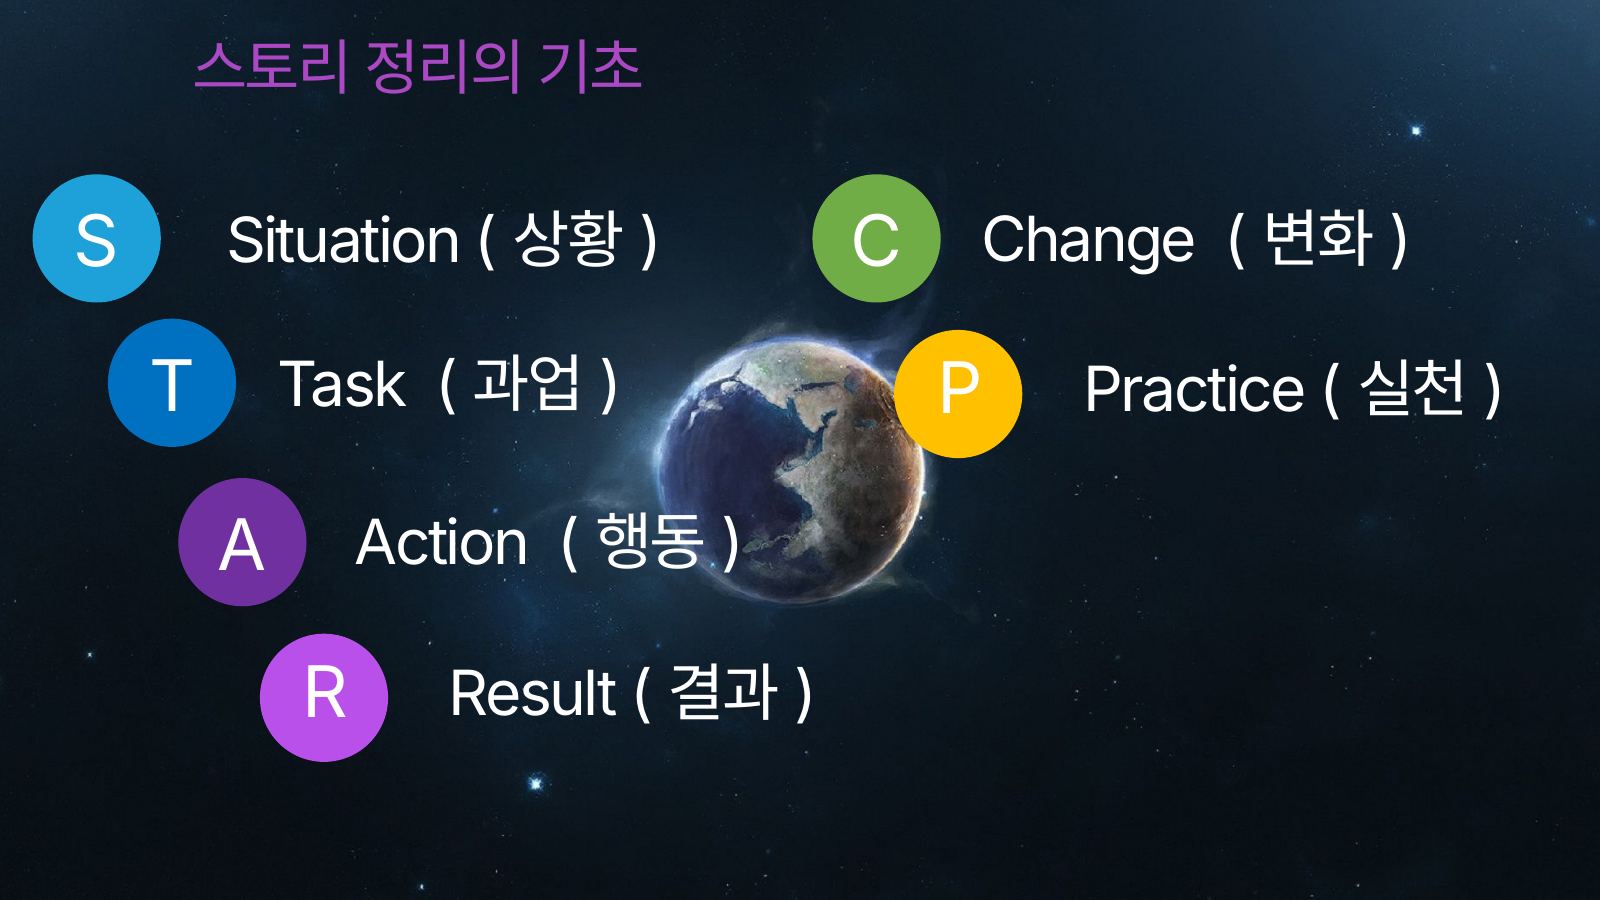 스토리 정리의 기초
S Situation ( 상황 )
T Task ( 과업 )
A Action ( 행동 )
R Result ( 결과 )
C Change ( 변화 )
P Practice ( 실천 )